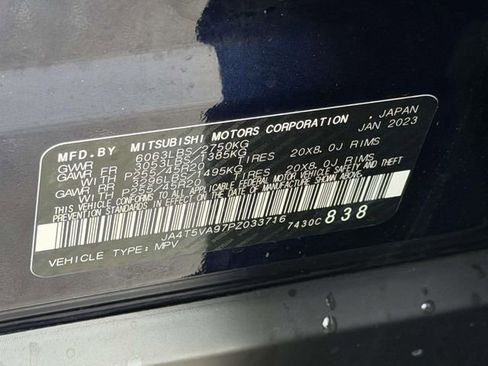 MFD.BY MITSUBISHI MOTORS CORPORATION, JAPAN
GVWR 6063LBS/2750KG JAN 2023
GAWR FR 3053LBS/1385KG
WITH P255/45R20 TIRES 20X8.0J RIMS
GAWR RR 3296LBS/1495KG
WITH P255/45R20 TIRES 20X8.0J RIMS
THIS VEHICLE CONFORMS TO ALL APPLICABLE FEDERAL MOTOR VEHICLE SAFETY AND THEFT
PREVENTION STANDARDS IN EFFECT ON THE DATE OF MANUFACTURE SHOWN ABOVE.
JA4T5VA97PZ033716 7430C 838
VEHICLE TYPE: MPV